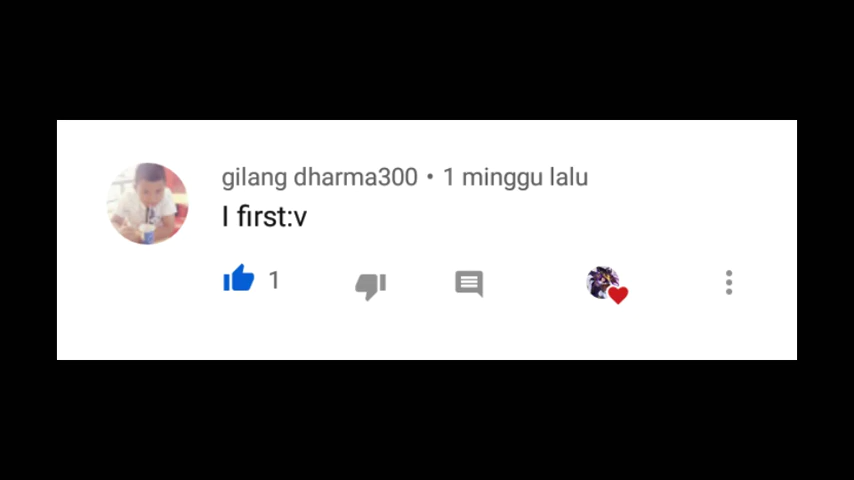 gilang dharma300 • 1 minggu lalu
I first:v
1